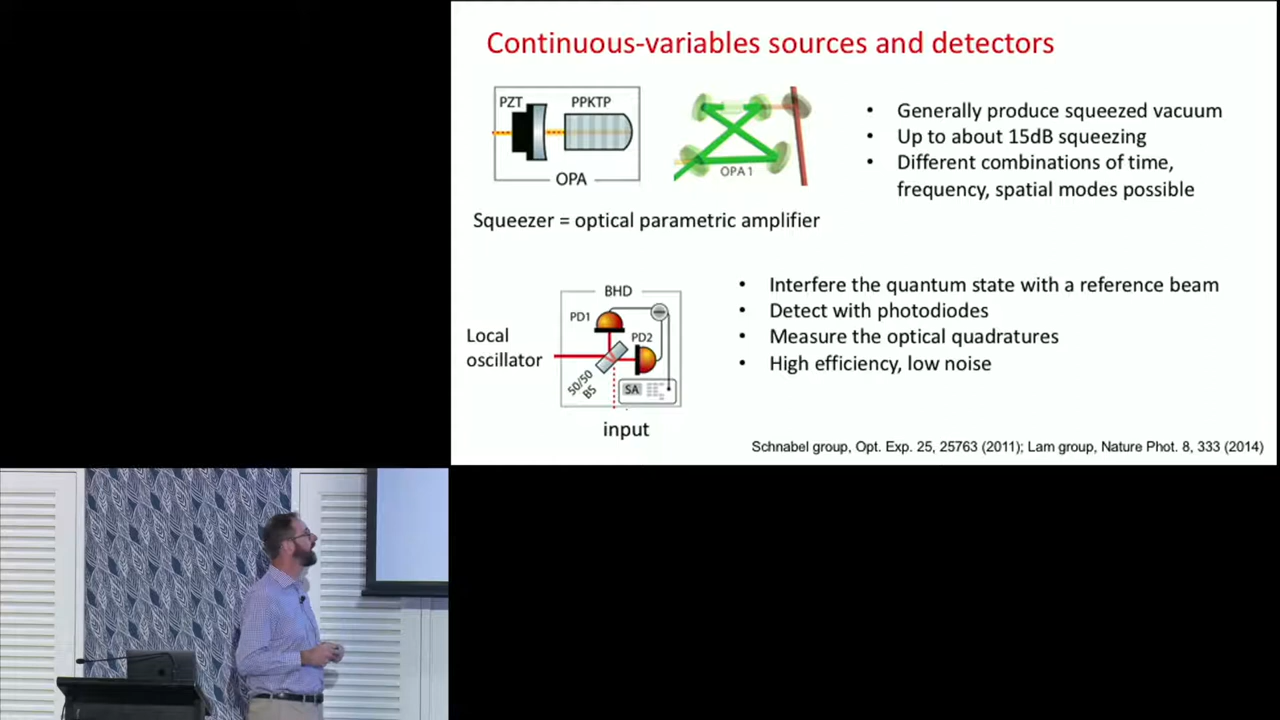 Continuous-variables sources and detectors
PZT PPKTP
OPA
OPA 1
Squeezer = optical parametric amplifier
• Generally produce squeezed vacuum
• Up to about 15dB squeezing
• Different combinations of time,
frequency, spatial modes possible
BHD
PD1
PD2
Local
oscillator
50/50
BS
SA
input
• Interfere the quantum state with a reference beam
• Detect with photodiodes
• Measure the optical quadratures
• High efficiency, low noise
Schnabel group, Opt. Exp. 25, 25763 (2011); Lam group, Nature Phot. 8, 333 (2014)